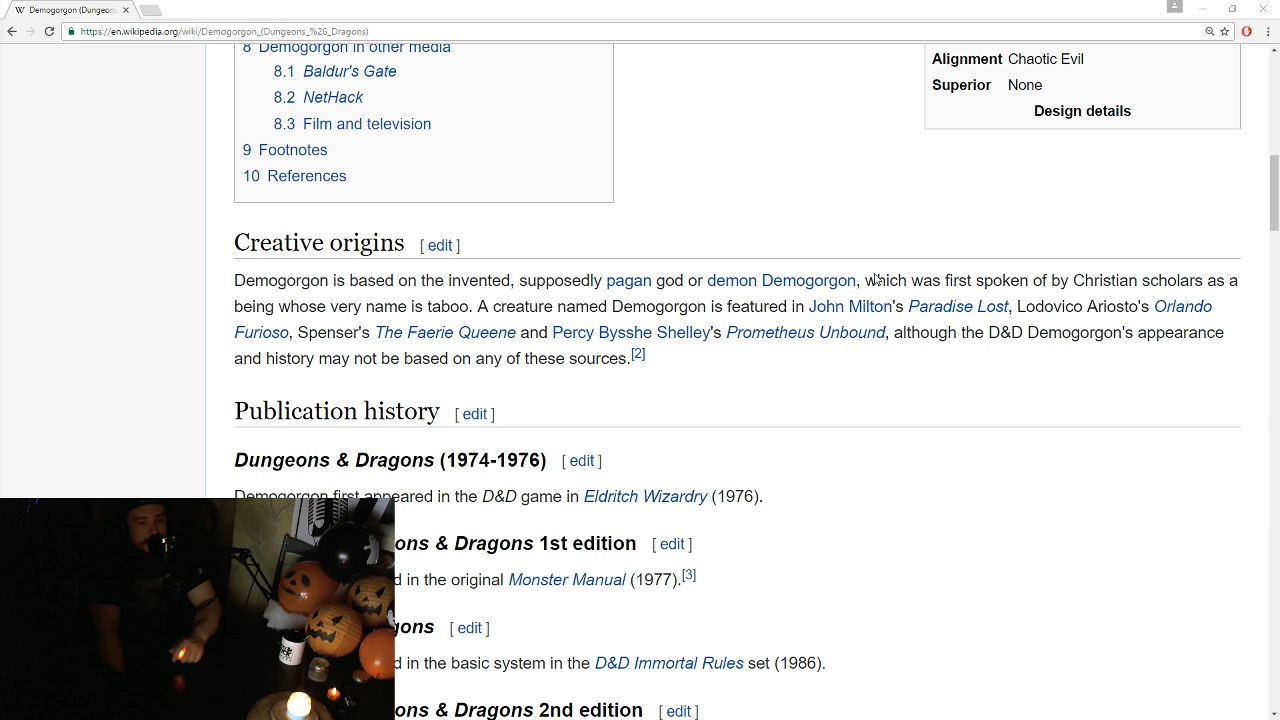 Demogorgon (Dungeon
https://en.wikipedia.org/wiki/Demogorgon_(Dungeons_%26_Dragons)
8 Demogorgon in other media
8.1 Baldur's Gate
8.2 NetHack
8.3 Film and television
9 Footnotes
10 References
Alignment Chaotic Evil
Superior None
Design details
Creative origins [ edit ]
Demogorgon is based on the invented, supposedly pagan god or demon Demogorgon, which was first spoken of by Christian scholars as a
being whose very name is taboo. A creature named Demogorgon is featured in John Milton's Paradise Lost, Lodovico Ariosto's Orlando
Furioso, Spenser's The Faerie Queene and Percy Bysshe Shelley's Prometheus Unbound, although the D&D Demogorgon's appearance
and history may not be based on any of these sources.[2]
Publication history [ edit ]
Dungeons & Dragons (1974-1976) [ edit ]
Demogorgon first appeared in the D&D game in Eldritch Wizardry (1976).
ons & Dragons 1st edition [ edit ]
d in the original Monster Manual (1977).[3]
gons [ edit ]
d in the basic system in the D&D Immortal Rules set (1986).
ons & Dragons 2nd edition [ edit ]